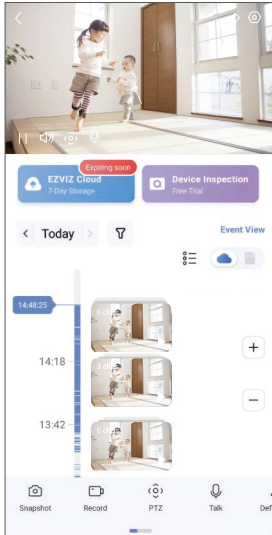 Expiring soon
EZVIZ Cloud
7-Day Storage
Device Inspection
Free Trial
Today
Event View
14:48:25
14:18
13:42
Snapshot
Record
PTZ
Talk